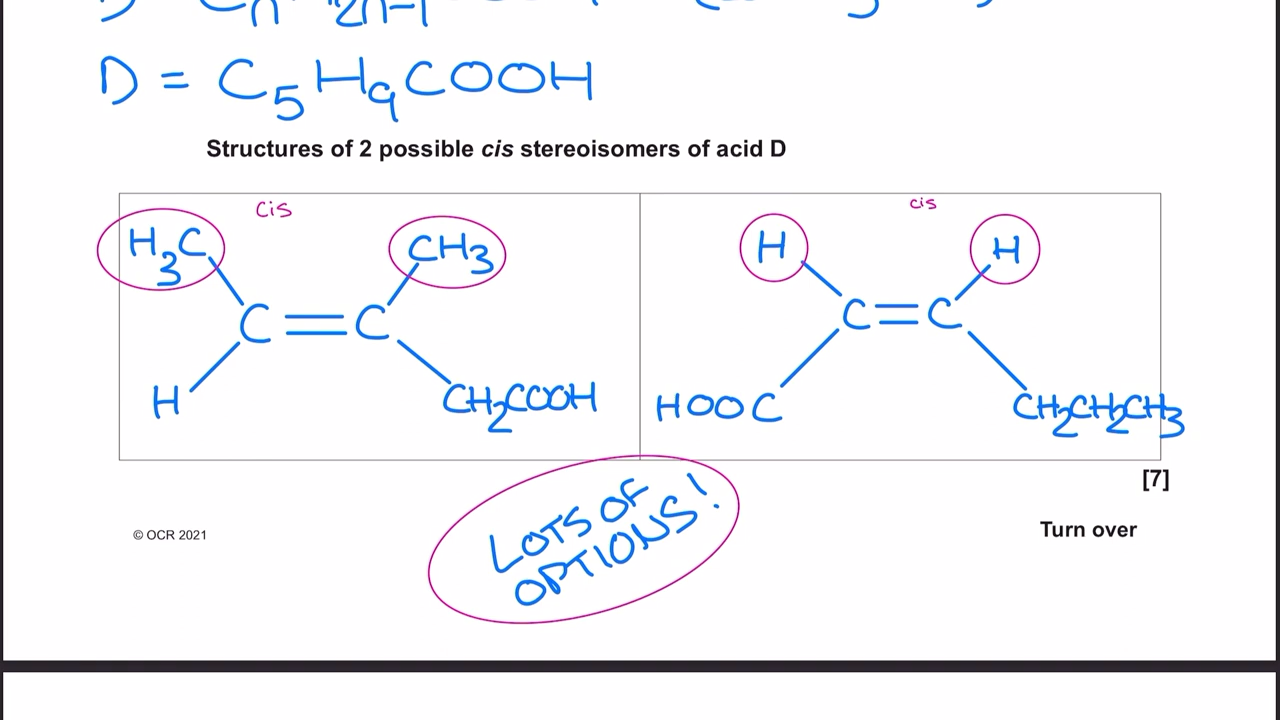 D = C5H9COOH
Structures of 2 possible cis stereoisomers of acid D
cis
H3C
CH3
C=C
H
CH2COOH
cis
H
H
C=C
HOOC
CH2CH2CH3
[7]
LOTS OF
OPTIONS!
© OCR 2021
Turn over